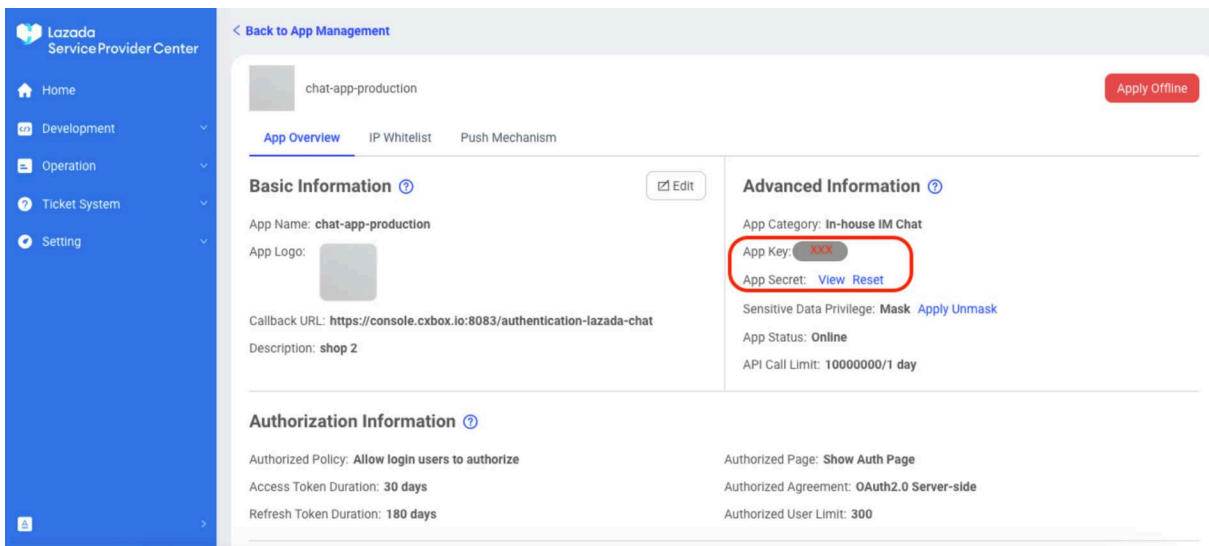 Lazada
Service Provider Center
Home
Development
Operation
Ticket System
Setting
Back to App Management
chat-app-production
Apply Offline
App Overview
IP Whitelist
Push Mechanism
Basic Information
Edit
App Name: chat-app-production
App Logo:
Callback URL: https://console.cxbox.io:8083/authentication-lazada-chat
Description: shop 2
Advanced Information
App Category: In-house IM Chat
App Key: XXX
App Secret: View Reset
Sensitive Data Privilege: Mask Apply Unmask
App Status: Online
API Call Limit: 10000000/1 day
Authorization Information
Authorized Policy: Allow login users to authorize
Access Token Duration: 30 days
Refresh Token Duration: 180 days
Authorized Page: Show Auth Page
Authorized Agreement: OAuth2.0 Server-side
Authorized User Limit: 300